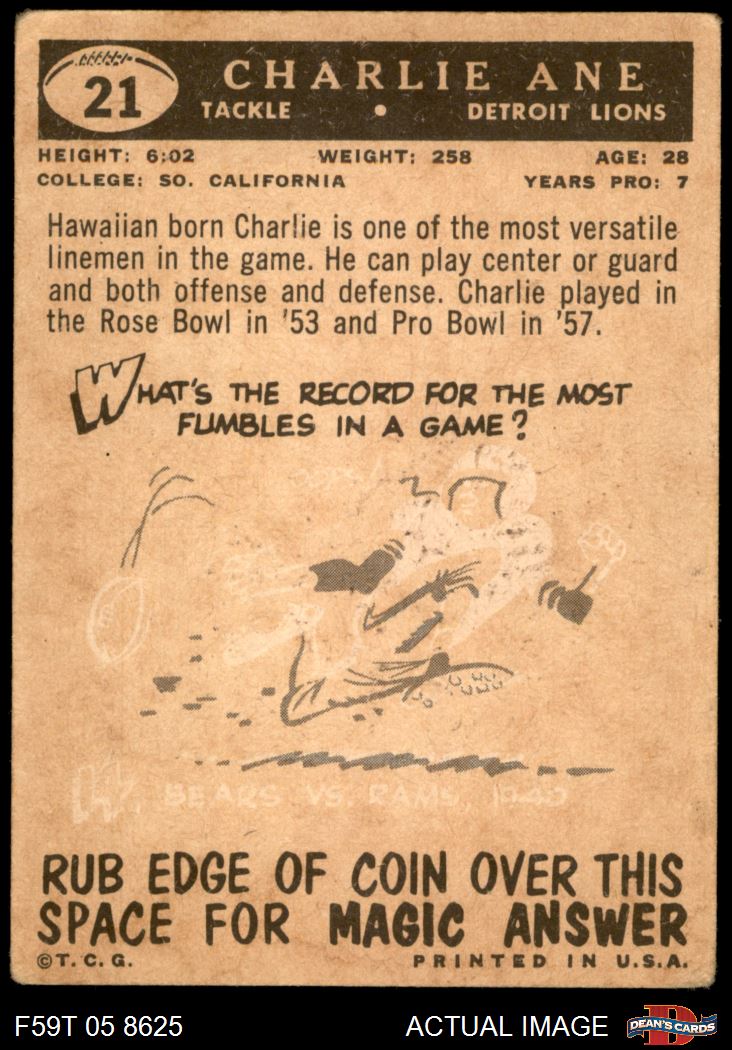 21
CHARLIE ANE
TACKLE • DETROIT LIONS
HEIGHT: 6:02 WEIGHT: 258 AGE: 28
COLLEGE: SO. CALIFORNIA YEARS PRO: 7
Hawaiian born Charlie is one of the most versatile
linemen in the game. He can play center or guard
and both offense and defense. Charlie played in
the Rose Bowl in '53 and Pro Bowl in '57.
WHAT'S THE RECORD FOR THE MOST
FUMBLES IN A GAME?
BEARS VS. RAMS,
RUB EDGE OF COIN OVER THIS
SPACE FOR MAGIC ANSWER
©T.C.G. PRINTED IN U.S.A.
F59T 05 8625 ACTUAL IMAGE DEAN'S CARDS